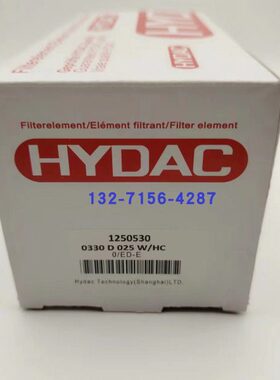 Filterelement/Elément filtrant/Filter element
HYDAC
132-7156-4287
1250530
0330 D 025 W/HC
0/ED-E
Hydac Technology(Shanghai)LTD.